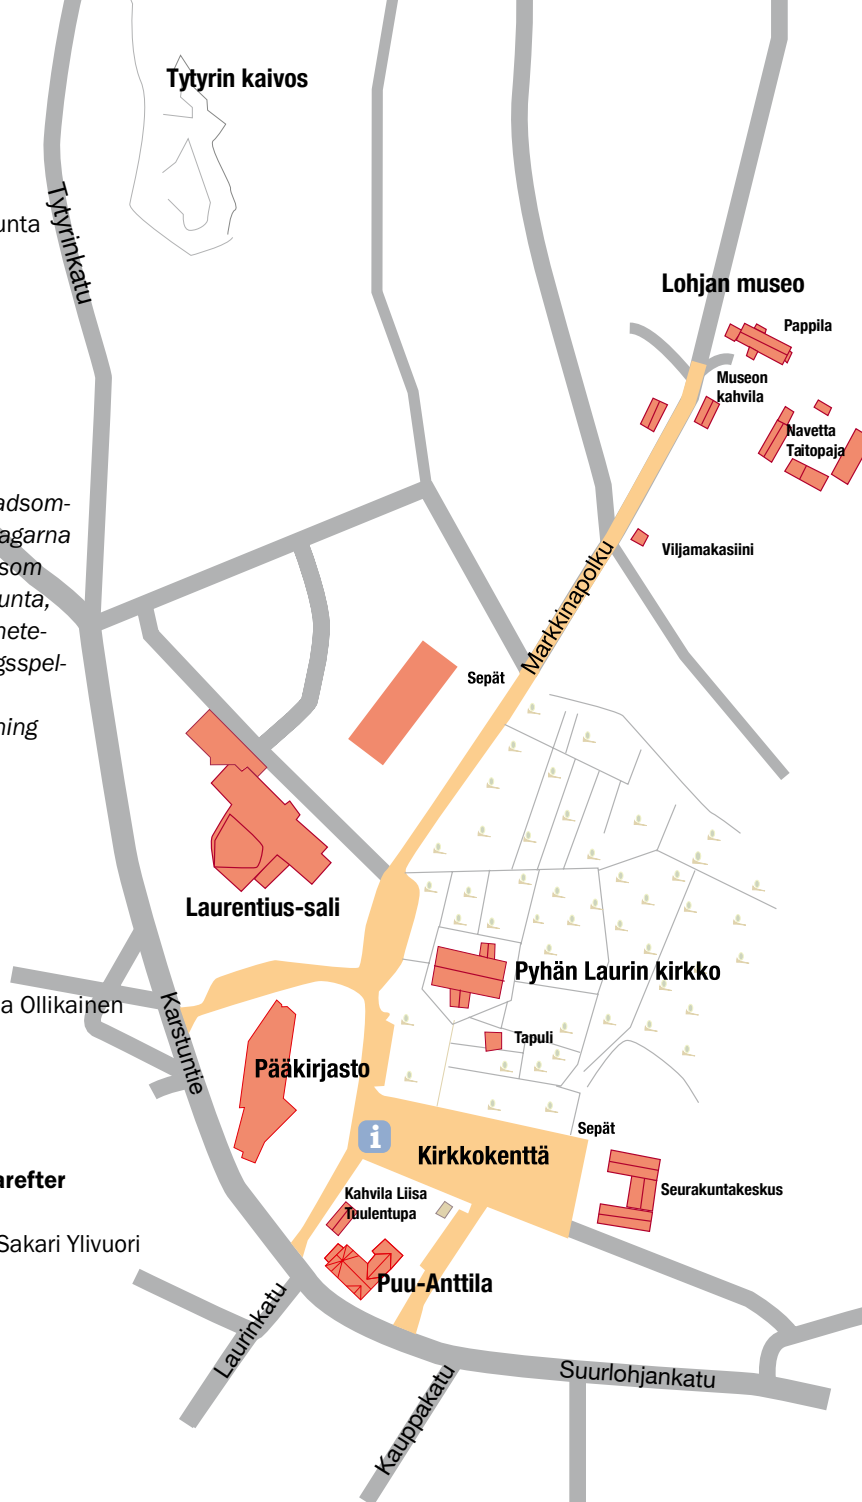 Tytyrin kaivos
Tytyrinkatu
unta
Lohjan museo
Pappila
Museon
kahvila
Navetta
Taitopaja
adsom-
agarna
som
unta,
nete-
gsspel-
ning
Viljamakasiini
Markkinapolku
Sepät
Laurentius-sali
Pyhän Laurin kirkko
a Ollikainen
Karstuntie
Tapuli
Pääkirjasto
i
Kirkkokenttä
Sepät
arefter
Seurakuntakeskus
Kahvila Liisa
Tuulentupa
Sakari Ylivuori
Puu-Anttila
Laurinkatu
Suurlohjankatu
Kauppakatu